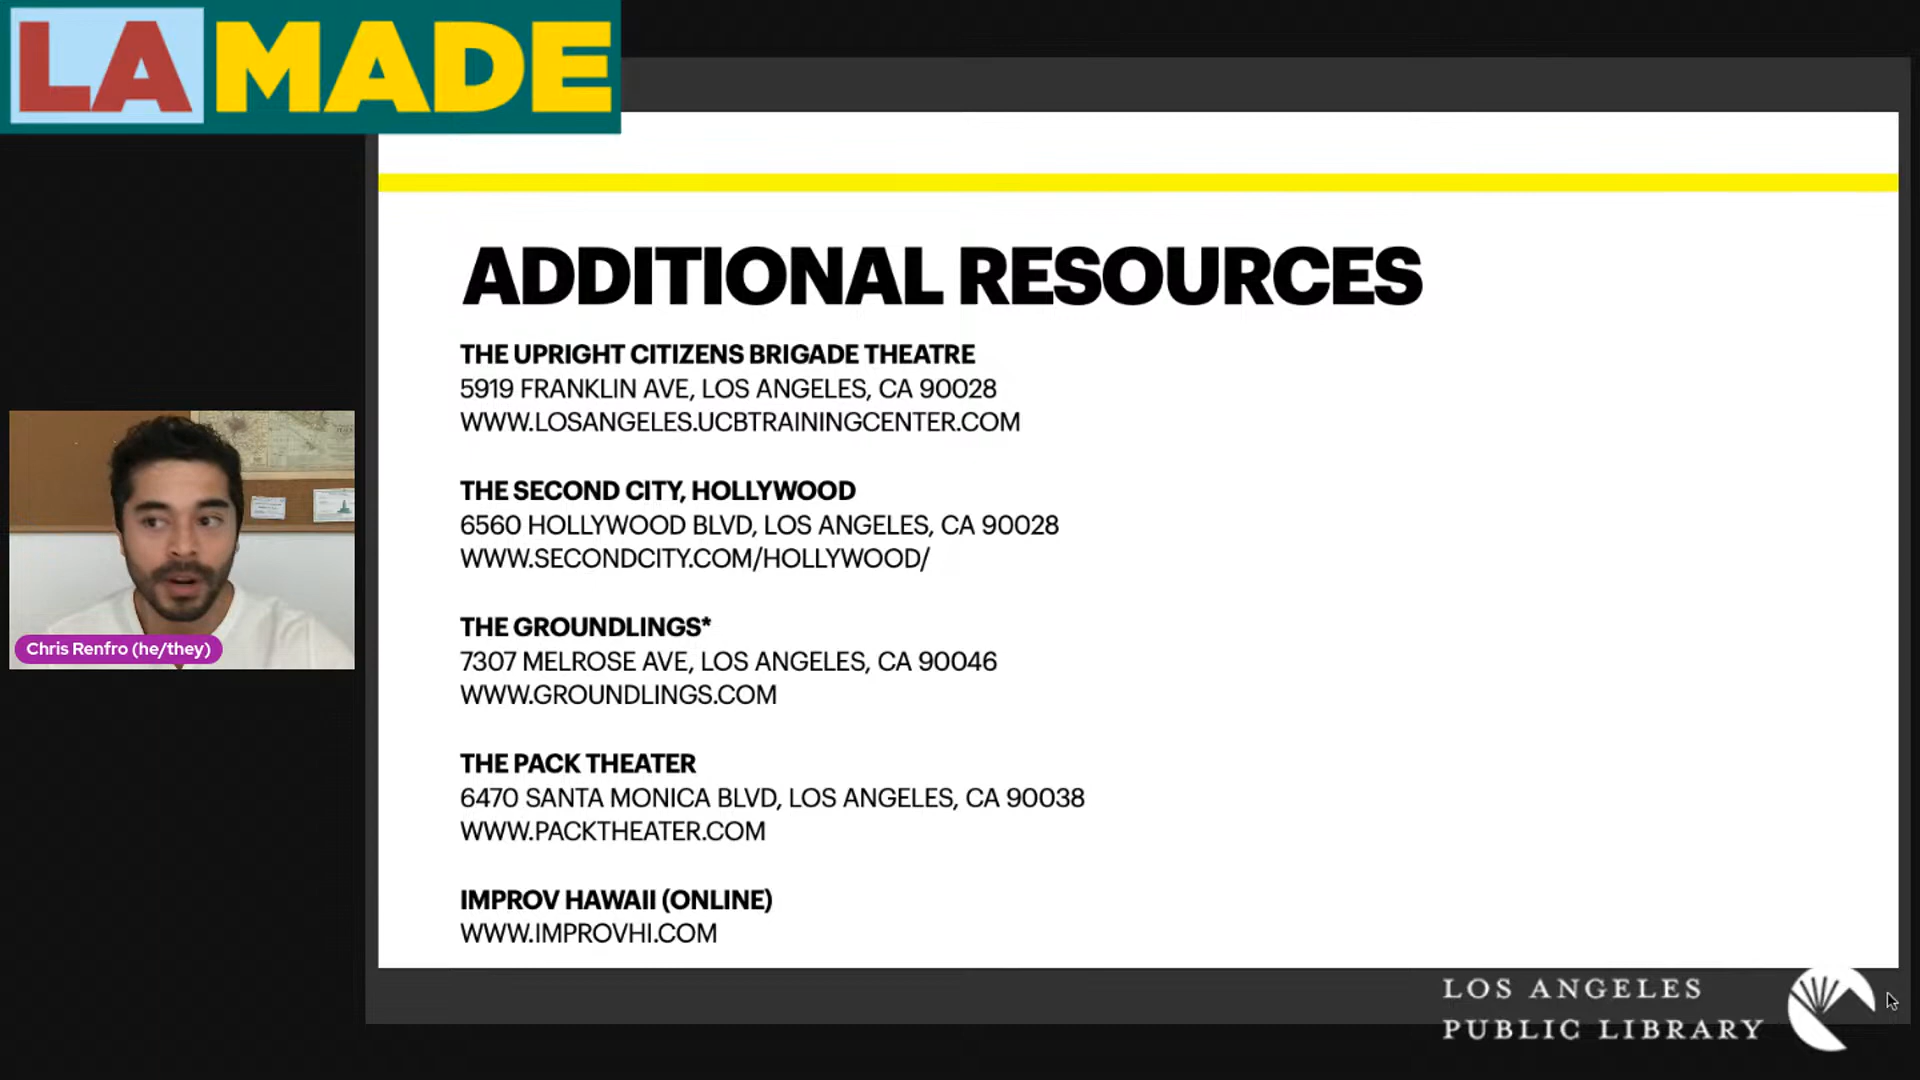 LA MADE
ADDITIONAL RESOURCES
THE UPRIGHT CITIZENS BRIGADE THEATRE
5919 FRANKLIN AVE, LOS ANGELES, CA 90028
WWW.LOSANGELES.UCBTRAININGCENTER.COM
THE SECOND CITY, HOLLYWOOD
6560 HOLLYWOOD BLVD, LOS ANGELES, CA 90028
WWW.SECONDCITY.COM/HOLLYWOOD/
THE GROUNDLINGS*
7307 MELROSE AVE, LOS ANGELES, CA 90046
WWW.GROUNDLINGS.COM
THE PACK THEATER
6470 SANTA MONICA BLVD, LOS ANGELES, CA 90038
WWW.PACKTHEATER.COM
IMPROV HAWAII (ONLINE)
WWW.IMPROVHI.COM
Chris Renfro (he/they)
LOS ANGELES
PUBLIC LIBRARY